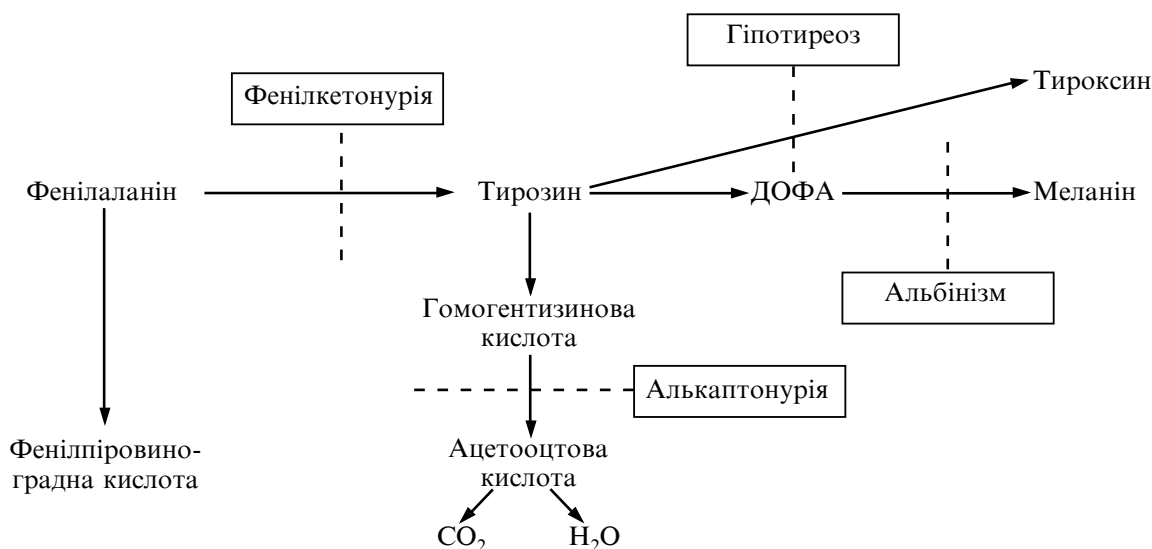 Гіпотиреоз
Тироксин
Фенілкетонурія
Фенілаланін
Тирозин
ДОФА
Меланін
Альбінізм
Гомогентизинова
кислота
Алькаптонурія
Фенілпіровино-
градна кислота
Ацетооцтова
кислота
CO₂
H₂O